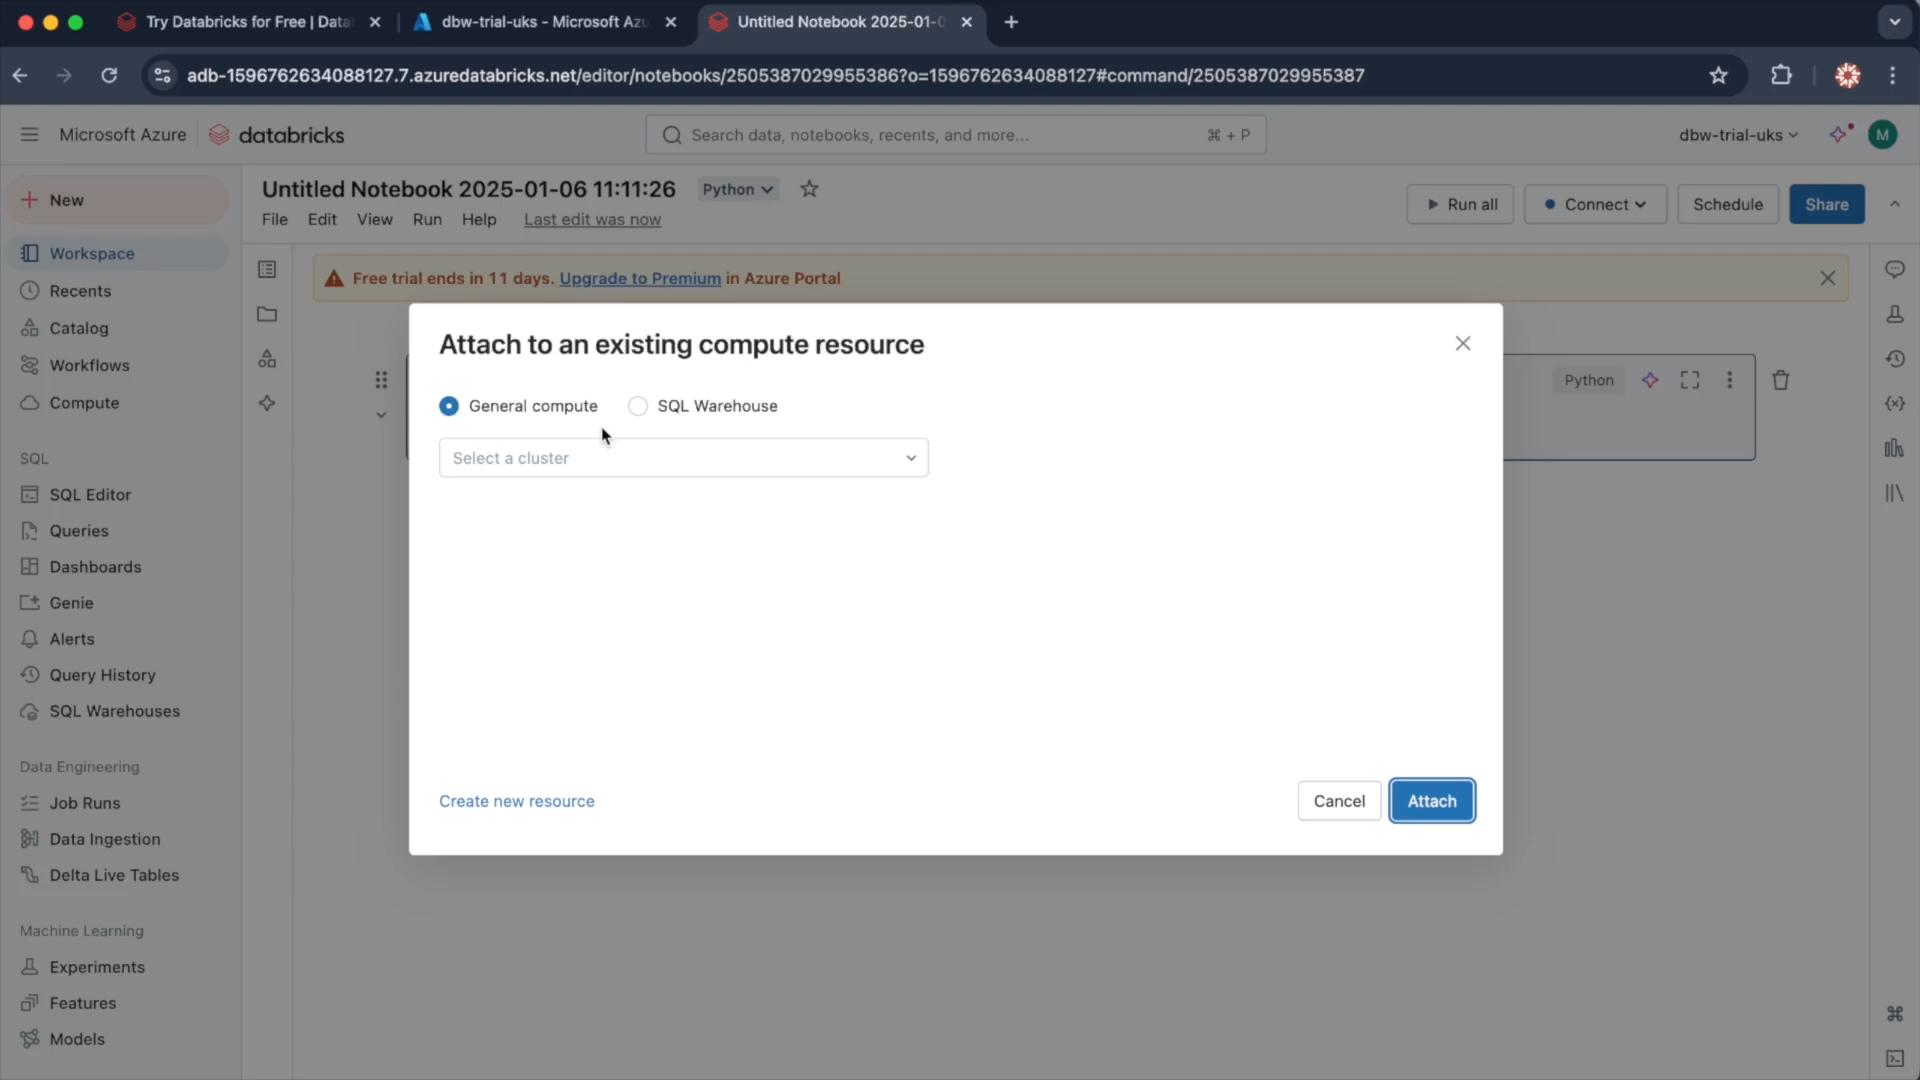 Try Databricks for Free | Data
dbw-trial-uks - Microsoft Azu
Untitled Notebook 2025-01-0
adb-1596762634088127.7.azuredatabricks.net/editor/notebooks/2505387029955386?o=1596762634088127#command/2505387029955387
Microsoft Azure
databricks
Search data, notebooks, recents, and more...
⌘ + P
dbw-trial-uks
M
New
Workspace
Recents
Catalog
Workflows
Compute
SQL
SQL Editor
Queries
Dashboards
Genie
Alerts
Query History
SQL Warehouses
Data Engineering
Job Runs
Data Ingestion
Delta Live Tables
Machine Learning
Experiments
Features
Models
Untitled Notebook 2025-01-06 11:11:26
Python
File Edit View Run Help Last edit was now
Run all
Connect
Schedule
Share
Free trial ends in 11 days. Upgrade to Premium in Azure Portal
Python
Attach to an existing compute resource
General compute
SQL Warehouse
Select a cluster
Create new resource
Cancel
Attach